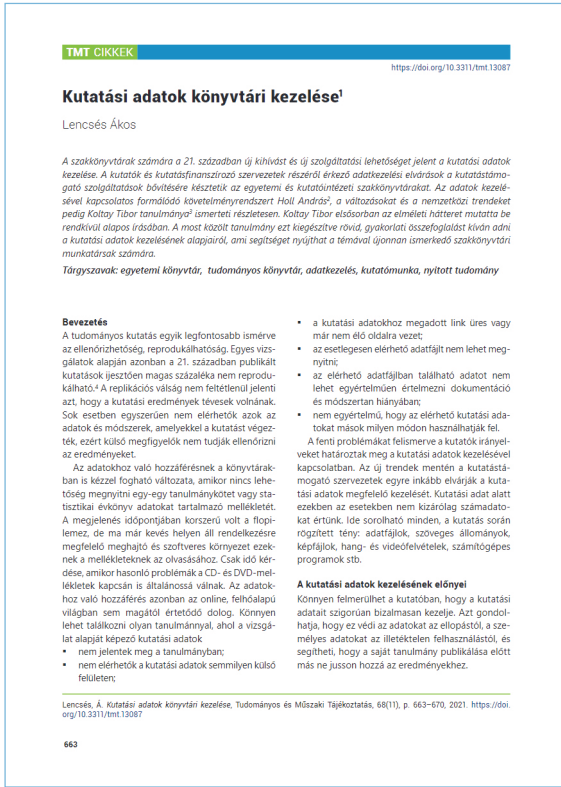 TMT CIKKEK
https://doi.org/10.3311/tmt.13087
Kutatási adatok könyvtári kezelése¹
Lencsés Ákos
A szakkönyvtárak számára a 21. században új kihívást és új szolgáltatási lehetőséget jelent a kutatási adatok
kezelése. A kutatók és kutatásfinanszírozó szervezetek részéről érkező adatkezelési elvárások a kutatástámo-
gató szolgáltatások bővítésére késztetik az egyetemi és kutatóintézeti szakkönyvtárakat. Az adatok kezelé-
sével kapcsolatos formálódó követelményrendszert Holl András², a változásokat és a nemzetközi trendeket
pedig Koltay Tibor tanulmánya³ ismerteti részletesen. Koltay Tibor elsősorban az elméleti hátteret mutatta be
rendkívül alapos írásában. A most közölt tanulmány ezt kiegészítve rövid, gyakorlati összefoglalást kíván adni
a kutatási adatok kezelésének alapjairól, ami segítséget nyújthat a témával újonnan ismerkedő szakkönyvtári
munkatársak számára.
Tárgyszavak: egyetemi könyvtár, tudományos könyvtár, adatkezelés, kutatómunka, nyitott tudomány
Bevezetés
A tudományos kutatás egyik legfontosabb ismérve
az ellenőrizhetőség, reprodukálhatóság. Egyes vizs-
gálatok alapján azonban a 21. században publikált
kutatások ijesztően magas százaléka nem reprodu-
kálható.⁴ A replikációs válság nem feltétlenül jelenti
azt, hogy a kutatási eredmények tévesek volnának.
Sok esetben egyszerűen nem elérhetők azok az
adatok és módszerek, amelyekkel a kutatást végez-
ték, ezért külső megfigyelők nem tudják ellenőrizni
az eredményeket.
Az adatokhoz való hozzáférésnek a könyvtárak-
ban is kézzel fogható változata, amikor nincs lehe-
tőség megnyitni egy-egy tanulmánykötet vagy sta-
tisztikai évkönyv adatokat tartalmazó mellékletét.
A megjelenés időpontjában korszerű volt a flopi-
lemez, de ma már kevés helyen áll rendelkezésre
megfelelő meghajtó és szoftveres környezet ezek-
nek a mellékleteknek az olvasásához. Csak idő kér-
dése, amikor hasonló problémák a CD- és DVD-mel-
lékletek kapcsán is általánossá válnak. Az adatok-
hoz való hozzáférés azonban az online, felhőalapú
világban sem magától értetődő dolog. Könnyen
lehet találkozni olyan tanulmánnyal, ahol a vizsgá-
lat alapját képező kutatási adatok
▪ nem jelentek meg a tanulmányban;
▪ nem elérhetők a kutatási adatok semmilyen külső
felületen;
▪ a kutatási adatokhoz megadott link üres vagy
már nem élő oldalra vezet;
▪ az esetlegesen elérhető adatfájlt nem lehet meg-
nyitni;
▪ az elérhető adatfájlban található adatot nem
lehet egyértelműen értelmezni dokumentáció
és módszertan hiányában;
▪ nem egyértelmű, hogy az elérhető kutatási ada-
tokat mások milyen módon használhatják fel.
A fenti problémákat felismerve a kutatók irányel-
veket határoztak meg a kutatási adatok kezelésével
kapcsolatban. Az új trendek mentén a kutatástá-
mogató szervezetek egyre inkább elvárják a kuta-
tási adatok megfelelő kezelését. Kutatási adat alatt
ezekben az esetekben nem kizárólag számadato-
kat értünk. Ide sorolható minden, a kutatás során
rögzített tény: adatfájlok, szöveges állományok,
képfájlok, hang- és videófelvételek, számítógépes
programok stb.
A kutatási adatok kezelésének előnyei
Könnyen felmerülhet a kutatóban, hogy a kutatási
adatait szigorúan bizalmasan kezelje. Azt gondol-
hatja, hogy ez védi az adatokat az ellopástól, a sze-
mélyes adatokat az illetéktelen felhasználástól, és
segítheti, hogy a saját tanulmány publikálása előtt
más ne jusson hozzá az eredményekhez.
Lencsés, Á. Kutatási adatok könyvtári kezelése, Tudományos és Műszaki Tájékoztatás, 68(11), p. 663–670, 2021. https://doi.
org/10.3311/tmt.13087
663